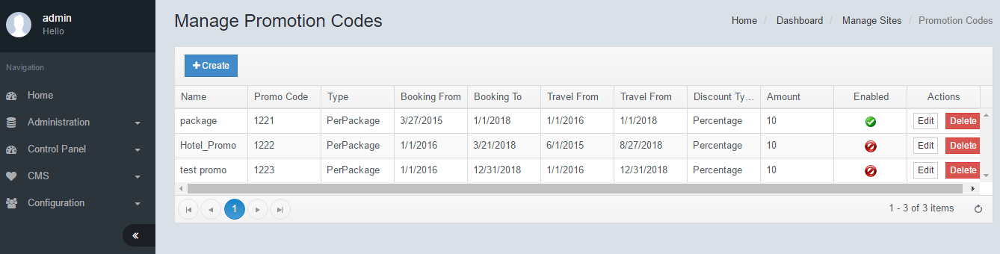 admin
Hello
Navigation
Home
Administration
Control Panel
CMS
Configuration
Manage Promotion Codes
Home / Dashboard / Manage Sites / Promotion Codes
Create
Name Promo Code Type Booking From Booking To Travel From Travel From Discount Ty... Amount Enabled Actions
package 1221 PerPackage 3/27/2015 1/1/2018 1/1/2016 1/1/2018 Percentage 10 Edit Delete
Hotel_Promo 1222 PerPackage 1/1/2016 3/21/2018 6/1/2015 8/27/2018 Percentage 10 Edit Delete
test promo 1223 PerPackage 1/1/2016 12/31/2018 1/1/2016 12/31/2018 Percentage 10 Edit Delete
1
1 - 3 of 3 items